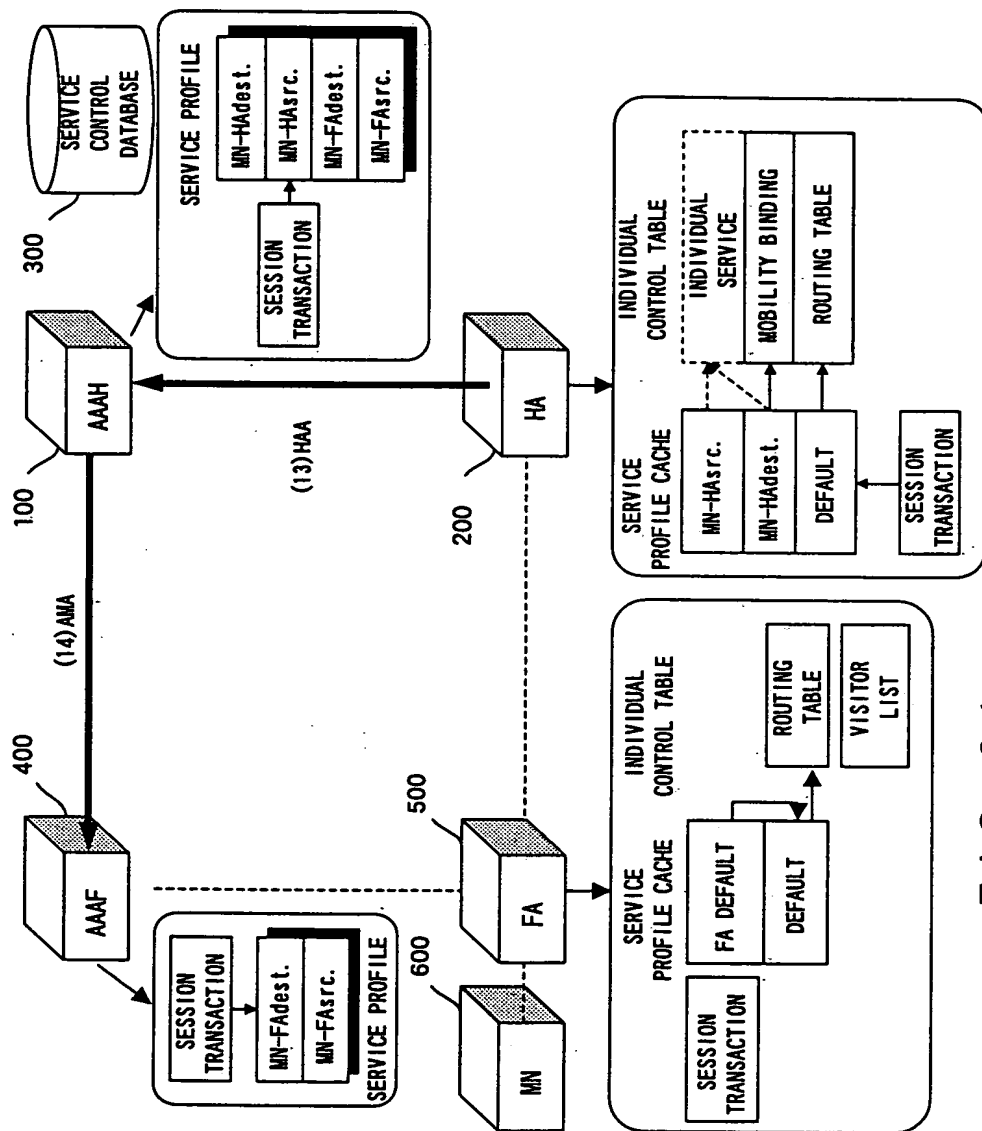 300
SERVICE
CONTROL
DATABASE
100
AAAH
SERVICE PROFILE
SESSION
TRANSACTION
MN-HAdest.
MN-HAsrc.
MN-FAdest.
MN-FAsrc.
(14)AMA
(13)HAA
400
AAAF
SESSION
TRANSACTION
MN-FAdest.
MN-FAsrc.
SERVICE PROFILE
600
MN
500
FA
200
HA
SERVICE
PROFILE CACHE
INDIVIDUAL
CONTROL TABLE
SESSION
TRANSACTION
FA DEFAULT
DEFAULT
ROUTING
TABLE
VISITOR
LIST
SERVICE
PROFILE CACHE
INDIVIDUAL
CONTROL TABLE
MN-HAsrc.
MN-HAdest.
DEFAULT
INDIVIDUAL
SERVICE
MOBILITY BINDING
ROUTING TABLE
SESSION
TRANSACTION